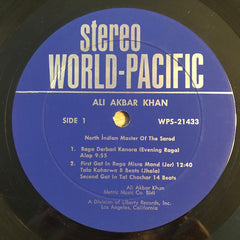 stereo
WORLD-PACIFIC
ALI AKBAR KHAN
SIDE 1 WPS-21433
North Indian Master Of The Sarod
1. Raga Darbari Kanara (Evening Raga)
Alap 9:55
2. First Gat In Raga Misra Mand (Jor) 12:40
Tala Kaharwa 8 Beats (Jhala)
Second Gat In Tal Chachar 14 Beats
Ali Akbar Khan
Metric Music Co. BMI
A Division of Liberty Records, Inc.
Los Angeles, California